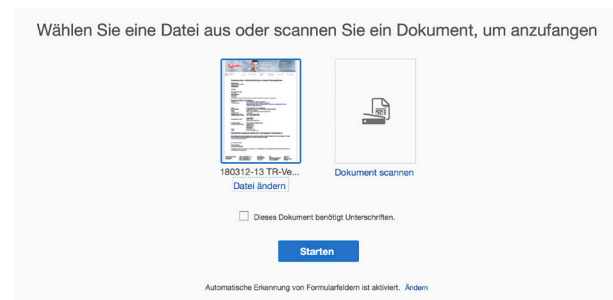 Wählen Sie eine Datei aus oder scannen Sie ein Dokument, um anzufangen
180312-13 TR-Ve...
Dokument scannen
Datei ändern
Dieses Dokument benötigt Unterschriften.
Starten
Automatische Erkennung von Formularfeldern ist aktiviert. Ändern